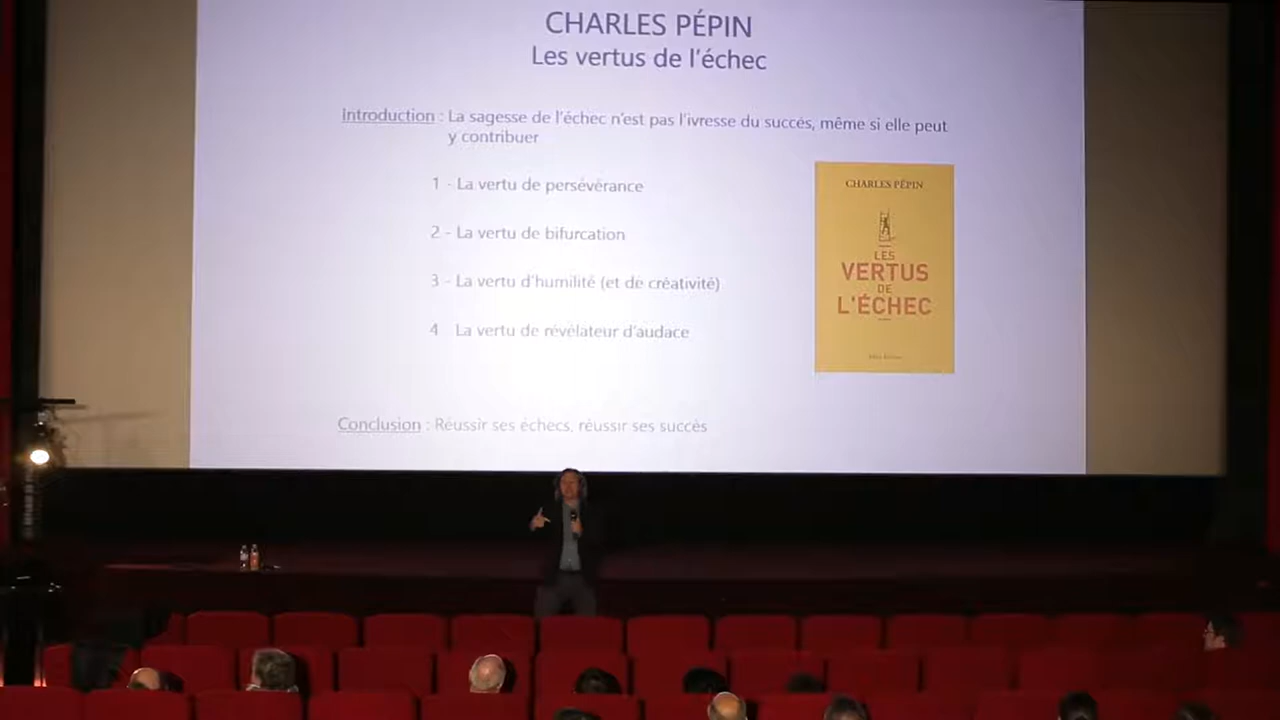 CHARLES PÉPIN
Les vertus de l'échec
Introduction : La sagesse de l'échec n'est pas l'ivresse du succès, même si elle peut
y contribuer
1 - La vertu de persévérance
2 - La vertu de bifurcation
3 - La vertu d'humilité (et de créativité)
4 La vertu de révélateur d'audace
Conclusion : Réussir ses échecs, réussir ses succès
CHARLES PÉPIN
LES
VERTUS
DE
L'ÉCHEC